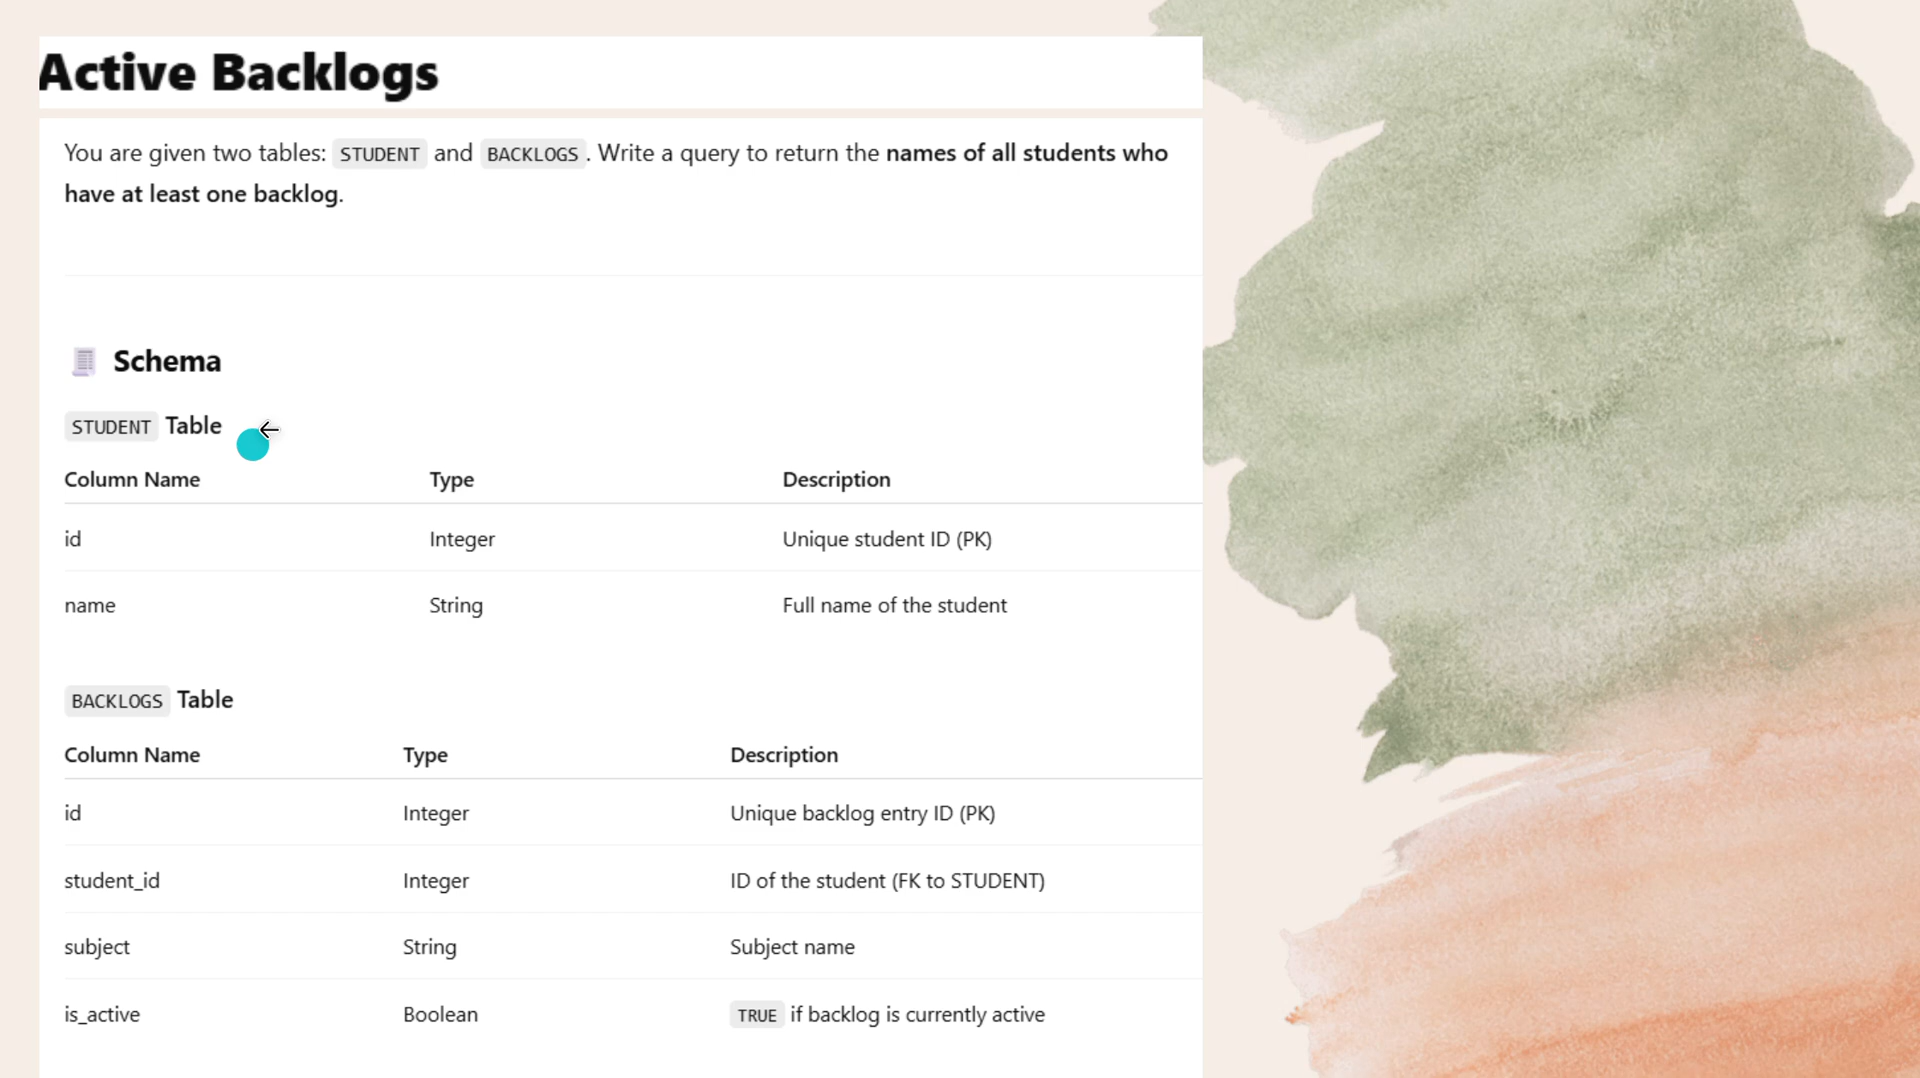 Active Backlogs
You are given two tables: STUDENT and BACKLOGS. Write a query to return the names of all students who
have at least one backlog.
Schema
STUDENT Table
Column Name Type Description
id Integer Unique student ID (PK)
name String Full name of the student
BACKLOGS Table
Column Name Type Description
id Integer Unique backlog entry ID (PK)
student_id Integer ID of the student (FK to STUDENT)
subject String Subject name
is_active Boolean TRUE if backlog is currently active